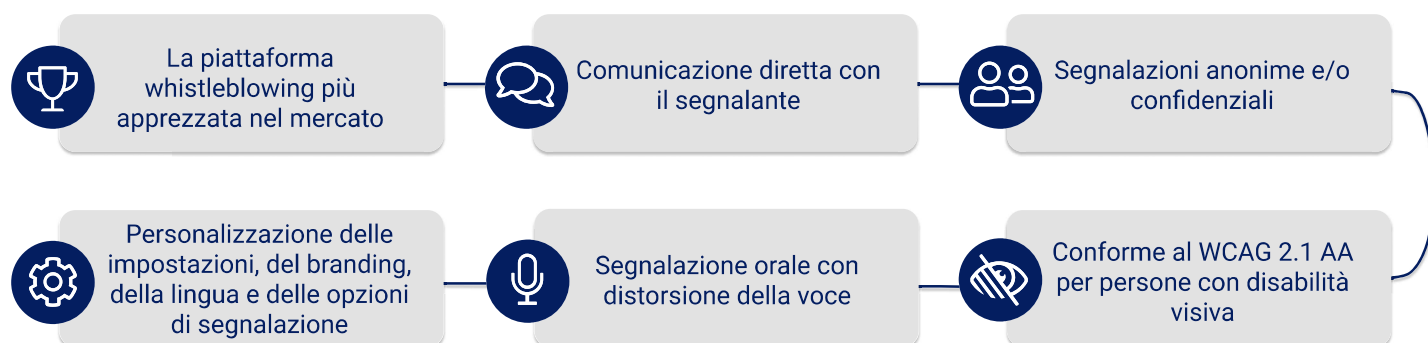 La piattaforma
whistleblowing più
apprezzata nel mercato
Comunicazione diretta con
il segnalante
Segnalazioni anonime e/o
confidenziali
Personalizzazione delle
impostazioni, del branding,
della lingua e delle opzioni
di segnalazione
Segnalazione orale con
distorsione della voce
Conforme al WCAG 2.1 AA
per persone con disabilità
visiva